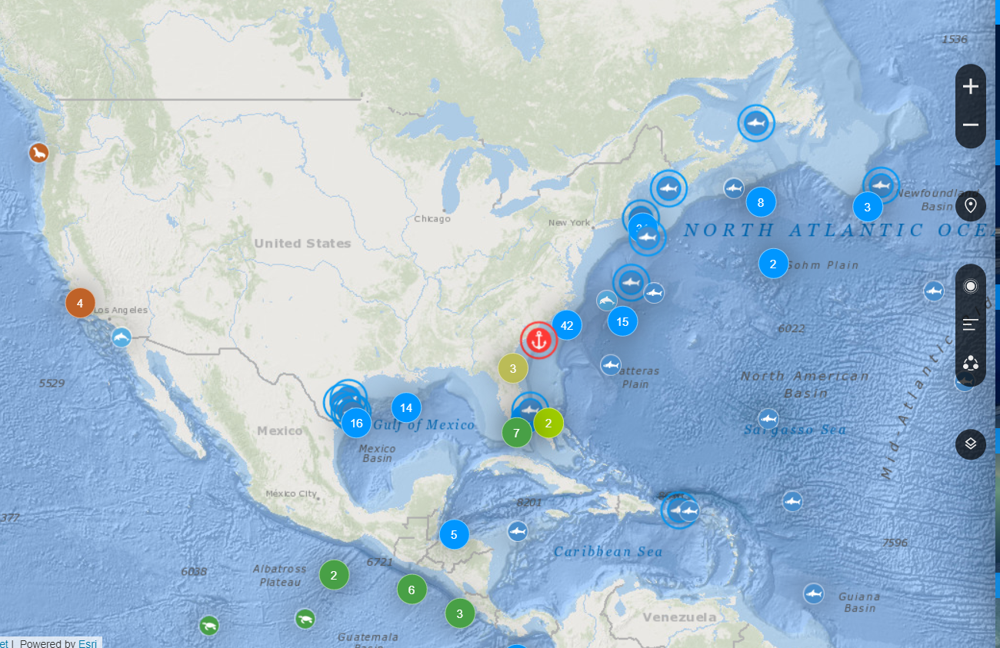 1536
8
Newfoundland
Basin
3
NORTH ATLANTIC OCE
Chicago
New York
United States
2
Sohm Plain
4
Los Angeles
42
15
6022
3
5529
atteras
Plain
North American
Basin
Mid-Atlantic
14
16
Gulf of Mexico
2
7
Sargasso Sea
Mexico
Mexico
Basin
México City
8201
377
5
7596
Caribbean Sea
6721
6038
Albatross
Plateau
2
6
Guiana
Basin
3
Venezuela
Guatemala
Basin
et | Powered by Esri